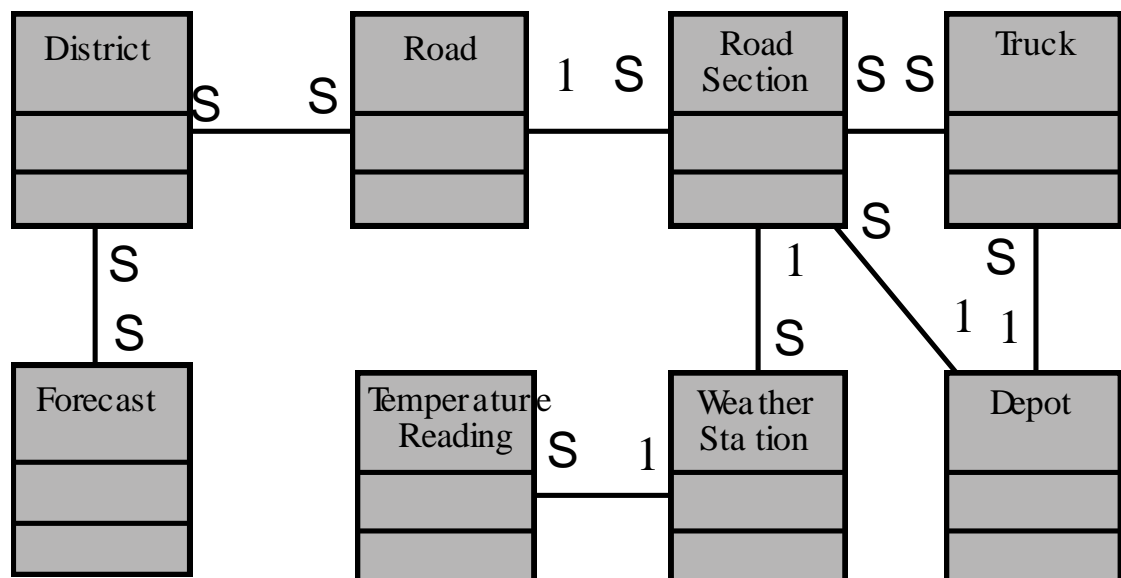 District
Road
Road
Section
Truck
S
S
1
S
S
S
S
S
1
S
S
S
1
1
S
Forecast
Temperature
Reading
Weather
Station
Depot
S
1